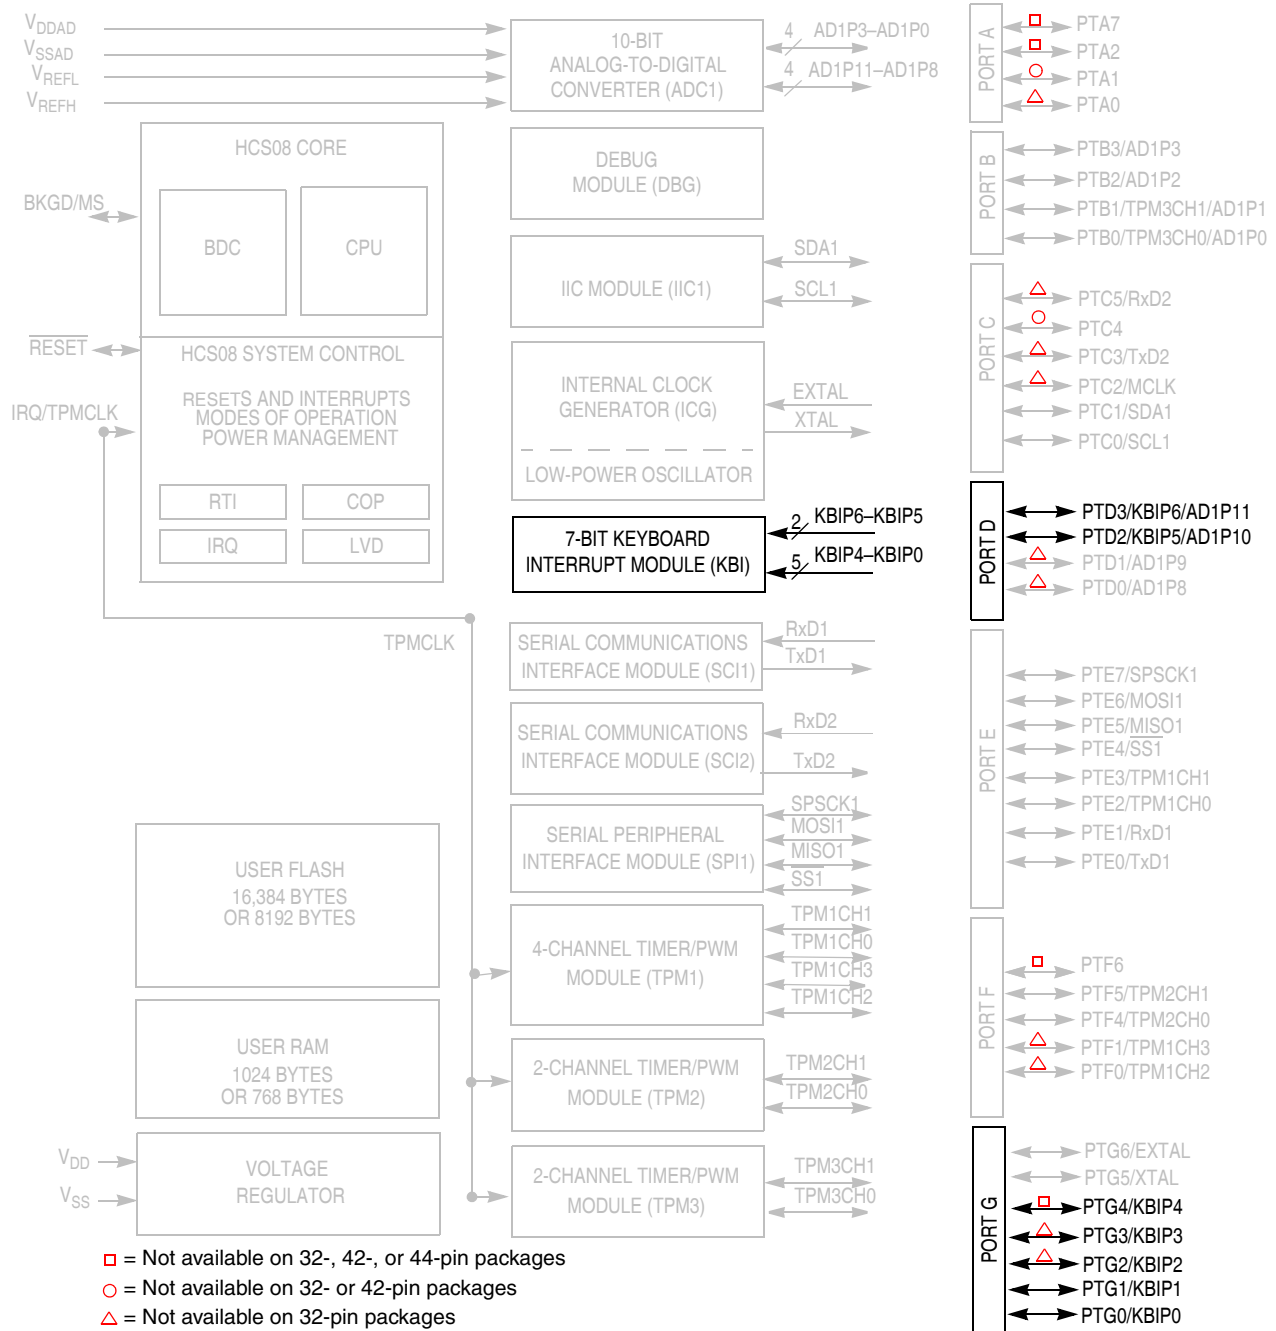 VDDAD
VSSAD
VREFL
VREFH
10-BIT
ANALOG-TO-DIGITAL
CONVERTER (ADC1)
4 AD1P3–AD1P0
4 AD1P11–AD1P8
HCS08 CORE
BDC
CPU
BKGD/MS
DEBUG
MODULE (DBG)
IIC MODULE (IIC1)
SDA1
SCL1
RESET
HCS08 SYSTEM CONTROL
RESETS AND INTERRUPTS
MODES OF OPERATION
POWER MANAGEMENT
IRQ/TPMCLK
RTI
COP
IRQ
LVD
INTERNAL CLOCK
GENERATOR (ICG)
EXTAL
XTAL
LOW-POWER OSCILLATOR
7-BIT KEYBOARD
INTERRUPT MODULE (KBI)
2 KBIP6–KBIP5
5 KBIP4–KBIP0
TPMCLK
SERIAL COMMUNICATIONS
INTERFACE MODULE (SCI1)
RxD1
TxD1
SERIAL COMMUNICATIONS
INTERFACE MODULE (SCI2)
RxD2
TxD2
SERIAL PERIPHERAL
INTERFACE MODULE (SPI1)
SPSCK1
MOSI1
MISO1
SS1
USER FLASH
16,384 BYTES
OR 8192 BYTES
4-CHANNEL TIMER/PWM
MODULE (TPM1)
TPM1CH1
TPM1CH0
TPM1CH3
TPM1CH2
USER RAM
1024 BYTES
OR 768 BYTES
2-CHANNEL TIMER/PWM
MODULE (TPM2)
TPM2CH1
TPM2CH0
VDD
VSS
VOLTAGE
REGULATOR
2-CHANNEL TIMER/PWM
MODULE (TPM3)
TPM3CH1
TPM3CH0
PORT A
PTA7
PTA2
PTA1
PTA0
PORT B
PTB3/AD1P3
PTB2/AD1P2
PTB1/TPM3CH1/AD1P1
PTB0/TPM3CH0/AD1P0
PORT C
PTC5/RxD2
PTC4
PTC3/TxD2
PTC2/MCLK
PTC1/SDA1
PTC0/SCL1
PORT D
PTD3/KBIP6/AD1P11
PTD2/KBIP5/AD1P10
PTD1/AD1P9
PTD0/AD1P8
PORT E
PTE7/SPSCK1
PTE6/MOSI1
PTE5/MISO1
PTE4/SS1
PTE3/TPM1CH1
PTE2/TPM1CH0
PTE1/RxD1
PTE0/TxD1
PORT F
PTF6
PTF5/TPM2CH1
PTF4/TPM2CH0
PTF1/TPM1CH3
PTF0/TPM1CH2
PORT G
PTG6/EXTAL
PTG5/XTAL
PTG4/KBIP4
PTG3/KBIP3
PTG2/KBIP2
PTG1/KBIP1
PTG0/KBIP0
= Not available on 32-, 42-, or 44-pin packages
= Not available on 32- or 42-pin packages
= Not available on 32-pin packages